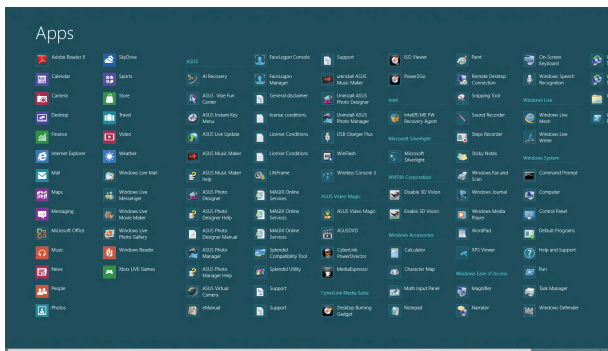 Apps
Adobe Reader X
Calendar
Camera
Desktop
Finance
Internet Explorer
Mail
Maps
Messaging
Microsoft Office
Music
News
People
Photos
SkyDrive
Sports
Store
Travel
Video
Weather
Windows Live Mail
Windows Live
Messenger
Windows Live
Movie Maker
Windows Live
Photo Gallery
Windows Reader
Xbox LIVE Games
ASUS
AI Recovery
ASUS Vibe Fun
Center
ASUS Instant Key
Menu
ASUS Live Update
ASUS Music Maker
ASUS Music Maker
help
ASUS Photo
Designer
ASUS Photo
Designer Help
ASUS Photo
Designer Manual
ASUS Photo
Manager
ASUS Photo
Manager Help
ASUS Virtual
Camera
eManual
FaceLogon Console
FaceLogon
Manager
General disclaimer
license conditions
License Conditions
License Conditions
LifeFrame
MAGIX Online
Services
MAGIX Online
Services
MAGIX Online
Services
Splendid
Compatibility Tool
Splendid Utility
Support
Support
Support
uninstall ASUS
Music Maker
Uninstall ASUS
Photo Designer
Uninstall ASUS
Photo Manager
USB Charger Plus
WinFlash
Wireless Console 3
ASUS Video Magic
ASUS Video Magic
ASUSDVD
CyberLink
PowerDirector
MediaEspresso
CyberLink Media Suite
Desktop Burning
Gadget
ISO Viewer
Power2Go
Intel
Intel(R) ME FW
Recovery Agent
Microsoft Silverlight
Microsoft
Silverlight
NVIDIA Corporation
Disable 3D Vision
Enable 3D Vision
Windows Accessories
Calculator
Character Map
Math Input Panel
Notepad
Paint
Remote Desktop
Connection
Snipping Tool
Sound Recorder
Steps Recorder
Sticky Notes
Windows Fax and
Scan
Windows Journal
Windows Media
Player
WordPad
XPS Viewer
Windows Ease of Access
Magnifier
Narrator
On-Screen
Keyboard
Windows Speech
Recognition
Windows Live
Windows Live
Mesh
Windows Live
Writer
Windows System
Command Prompt
Computer
Control Panel
Default Programs
Help and Support
Run
Task Manager
Windows Defender